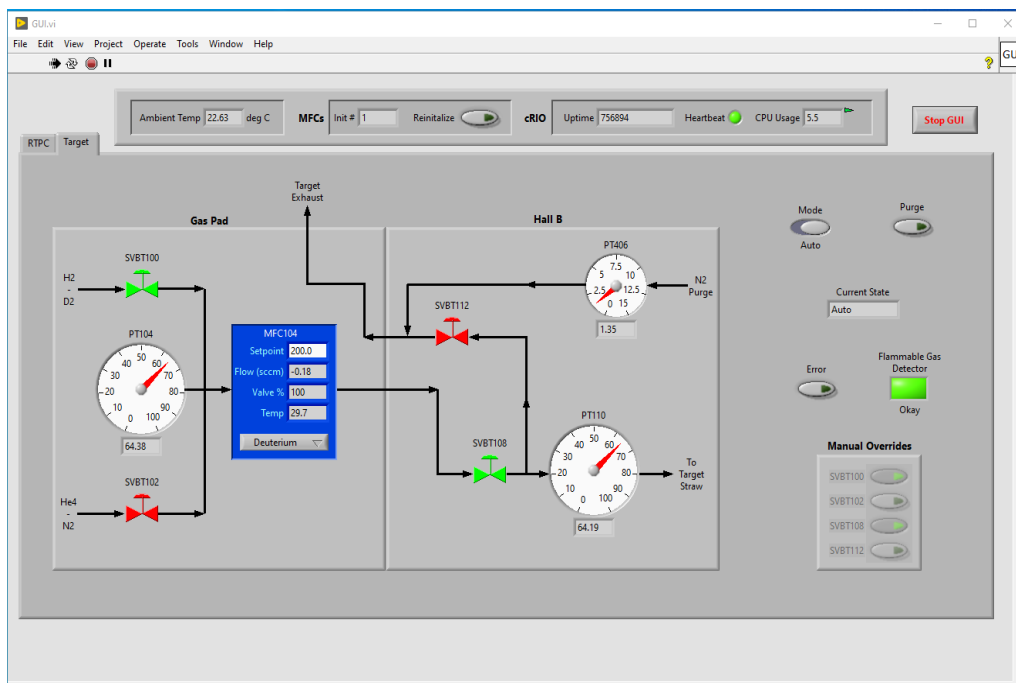 GUI.vi
File Edit View Project Operate Tools Window Help
GU
Ambient Temp 22.63 deg C MFCs Init # 1 Reinitalize cRIO Uptime 756894 Heartbeat CPU Usage 5.5
Stop GUI
RTPC Target
Target
Exhaust
Gas Pad
Hall B
Mode
Auto
Purge
SVBT100
H2
-
D2
PT406
0 2.5 5 7.5 10 12.5 15
1.35
N2
Purge
SVBT112
Current State
Auto
PT104
0 10 20 30 40 50 60 70 80 90 100
64.38
MFC104
Setpoint 200.0
Flow (sccm) -0.18
Valve % 100
Temp 29.7
Deuterium
Error
Flammable Gas
Detector
Okay
SVBT108
PT110
0 10 20 30 40 50 60 70 80 90 100
64.19
To
Target
Straw
SVBT102
He4
-
N2
Manual Overrides
SVBT100
SVBT102
SVBT108
SVBT112